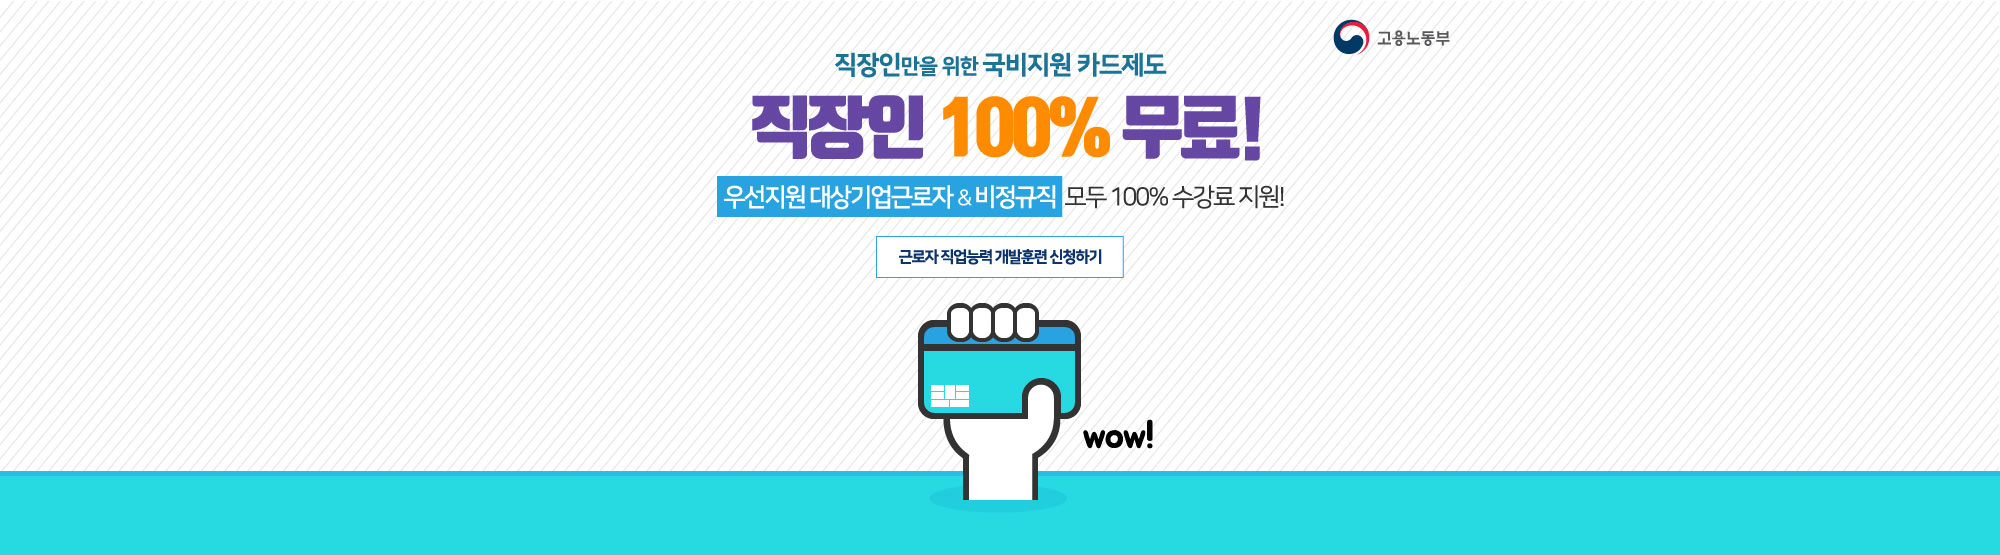 고용노동부
직장인만을 위한 국비지원 카드제도
직장인 100% 무료!
우선지원 대상기업근로자 & 비정규직 모두 100% 수강료 지원!
근로자 직업능력 개발훈련 신청하기
wow!